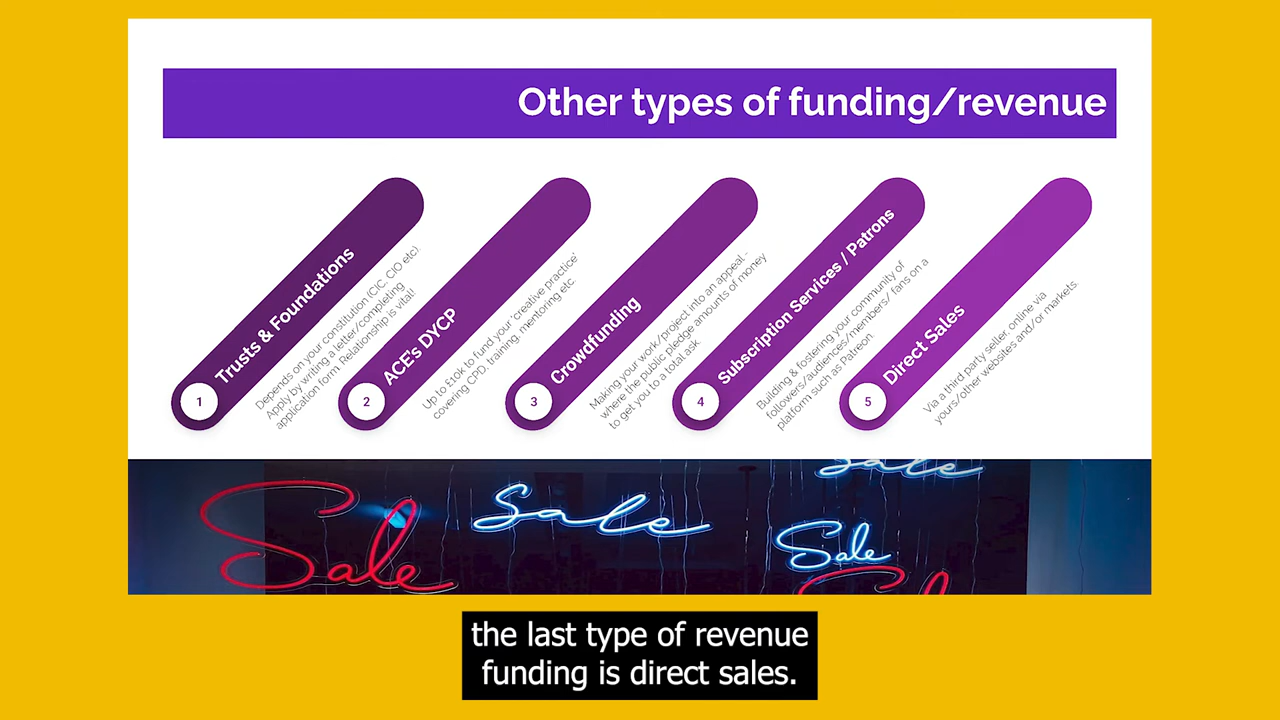 Other types of funding/revenue
1
Trusts & Foundations
Depends on your constitution (CIC, CIO etc).
Apply by writing a letter/completing
application form. Relationship is vital!
2
ACE's DYCP
Up to £10k to fund your "creative practice"
covering CPD, training, mentoring etc.
3
Crowdfunding
Making your work/project into an appeal -
where the public pledge amounts of money
to get you to a total ask
4
Subscription Services / Patrons
Building & fostering your community of
followers/audiences/members/ fans on a
platform such as Patreon
5
Direct Sales
Via a third party seller, online via
yours/other websites and/or markets.
Sale
Sale
Sale
Sale
the last type of revenue
funding is direct sales.